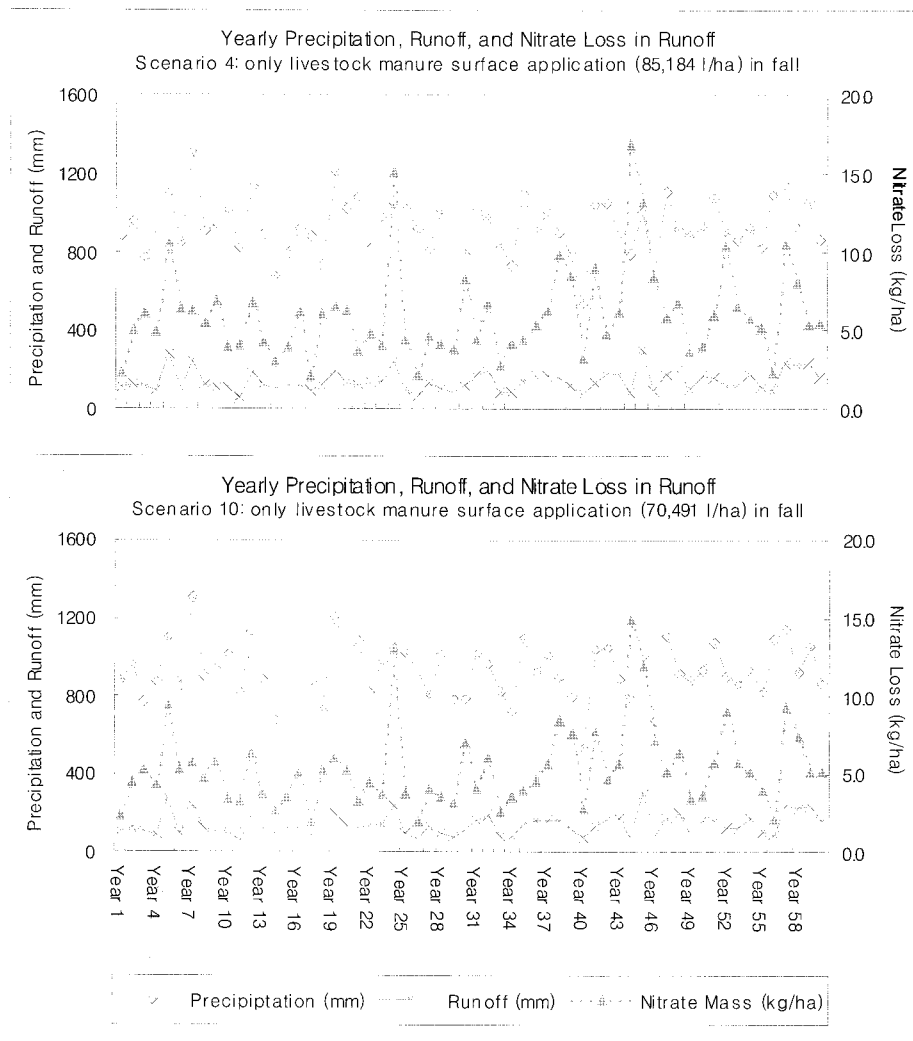 Yearly Precipitation, Runoff, and Nitrate Loss in Runoff
Scenario 4: only livestock manure surface application (85,184 l/ha) in fall
Precipitation and Runoff (mm)
1600
1200
800
400
0
20.0
15.0
10.0
5.0
0.0
Nitrate Loss (kg/ha)
Yearly Precipitation, Runoff, and Nitrate Loss in Runoff
Scenario 10: only livestock manure surface application (70,491 l/ha) in fall
Precipitation and Runoff (mm)
1600
1200
800
400
0
20.0
15.0
10.0
5.0
0.0
Nitrate Loss (kg/ha)
Year 1
Year 4
Year 7
Year 10
Year 13
Year 16
Year 19
Year 22
Year 25
Year 28
Year 31
Year 34
Year 37
Year 40
Year 43
Year 46
Year 49
Year 52
Year 55
Year 58
Precipiptation (mm) Runoff (mm) Nitrate Mass (kg/ha)